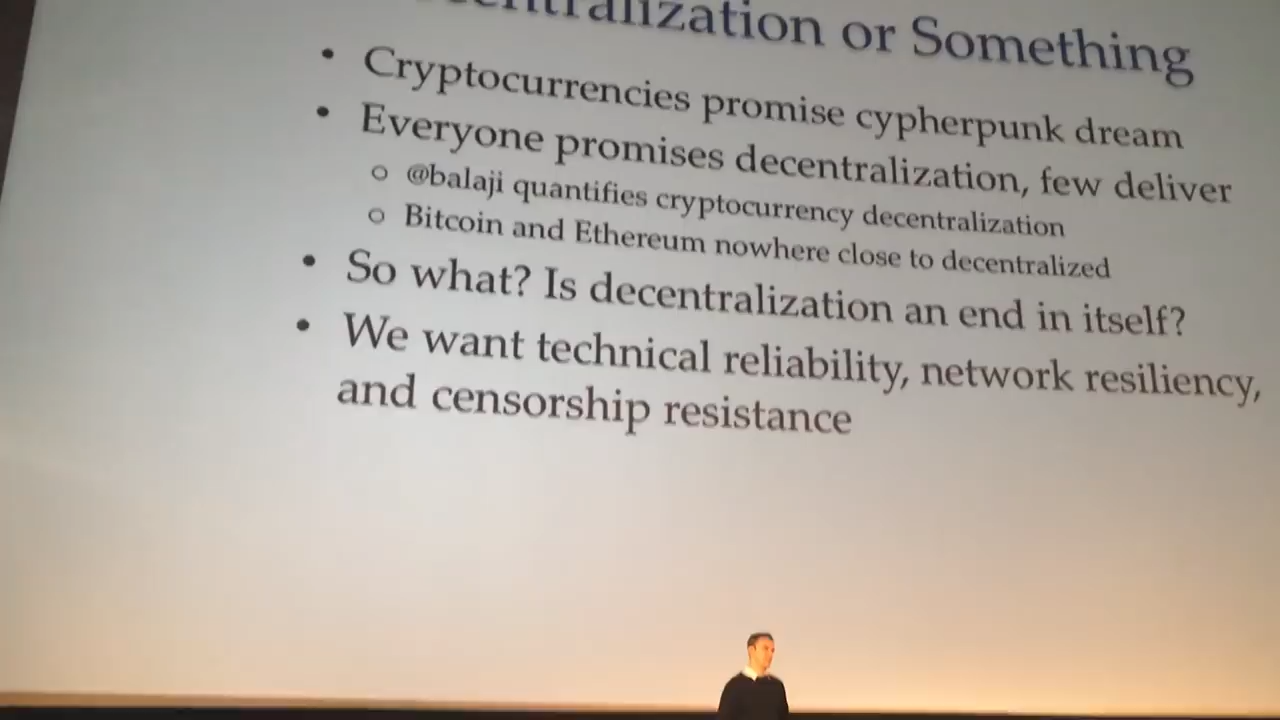 or Something
• Cryptocurrencies promise cypherpunk dream
• Everyone promises decentralization, few deliver
○ @balaji quantifies cryptocurrency decentralization
○ Bitcoin and Ethereum nowhere close to decentralized
• So what? Is decentralization an end in itself?
• We want technical reliability, network resiliency,
and censorship resistance